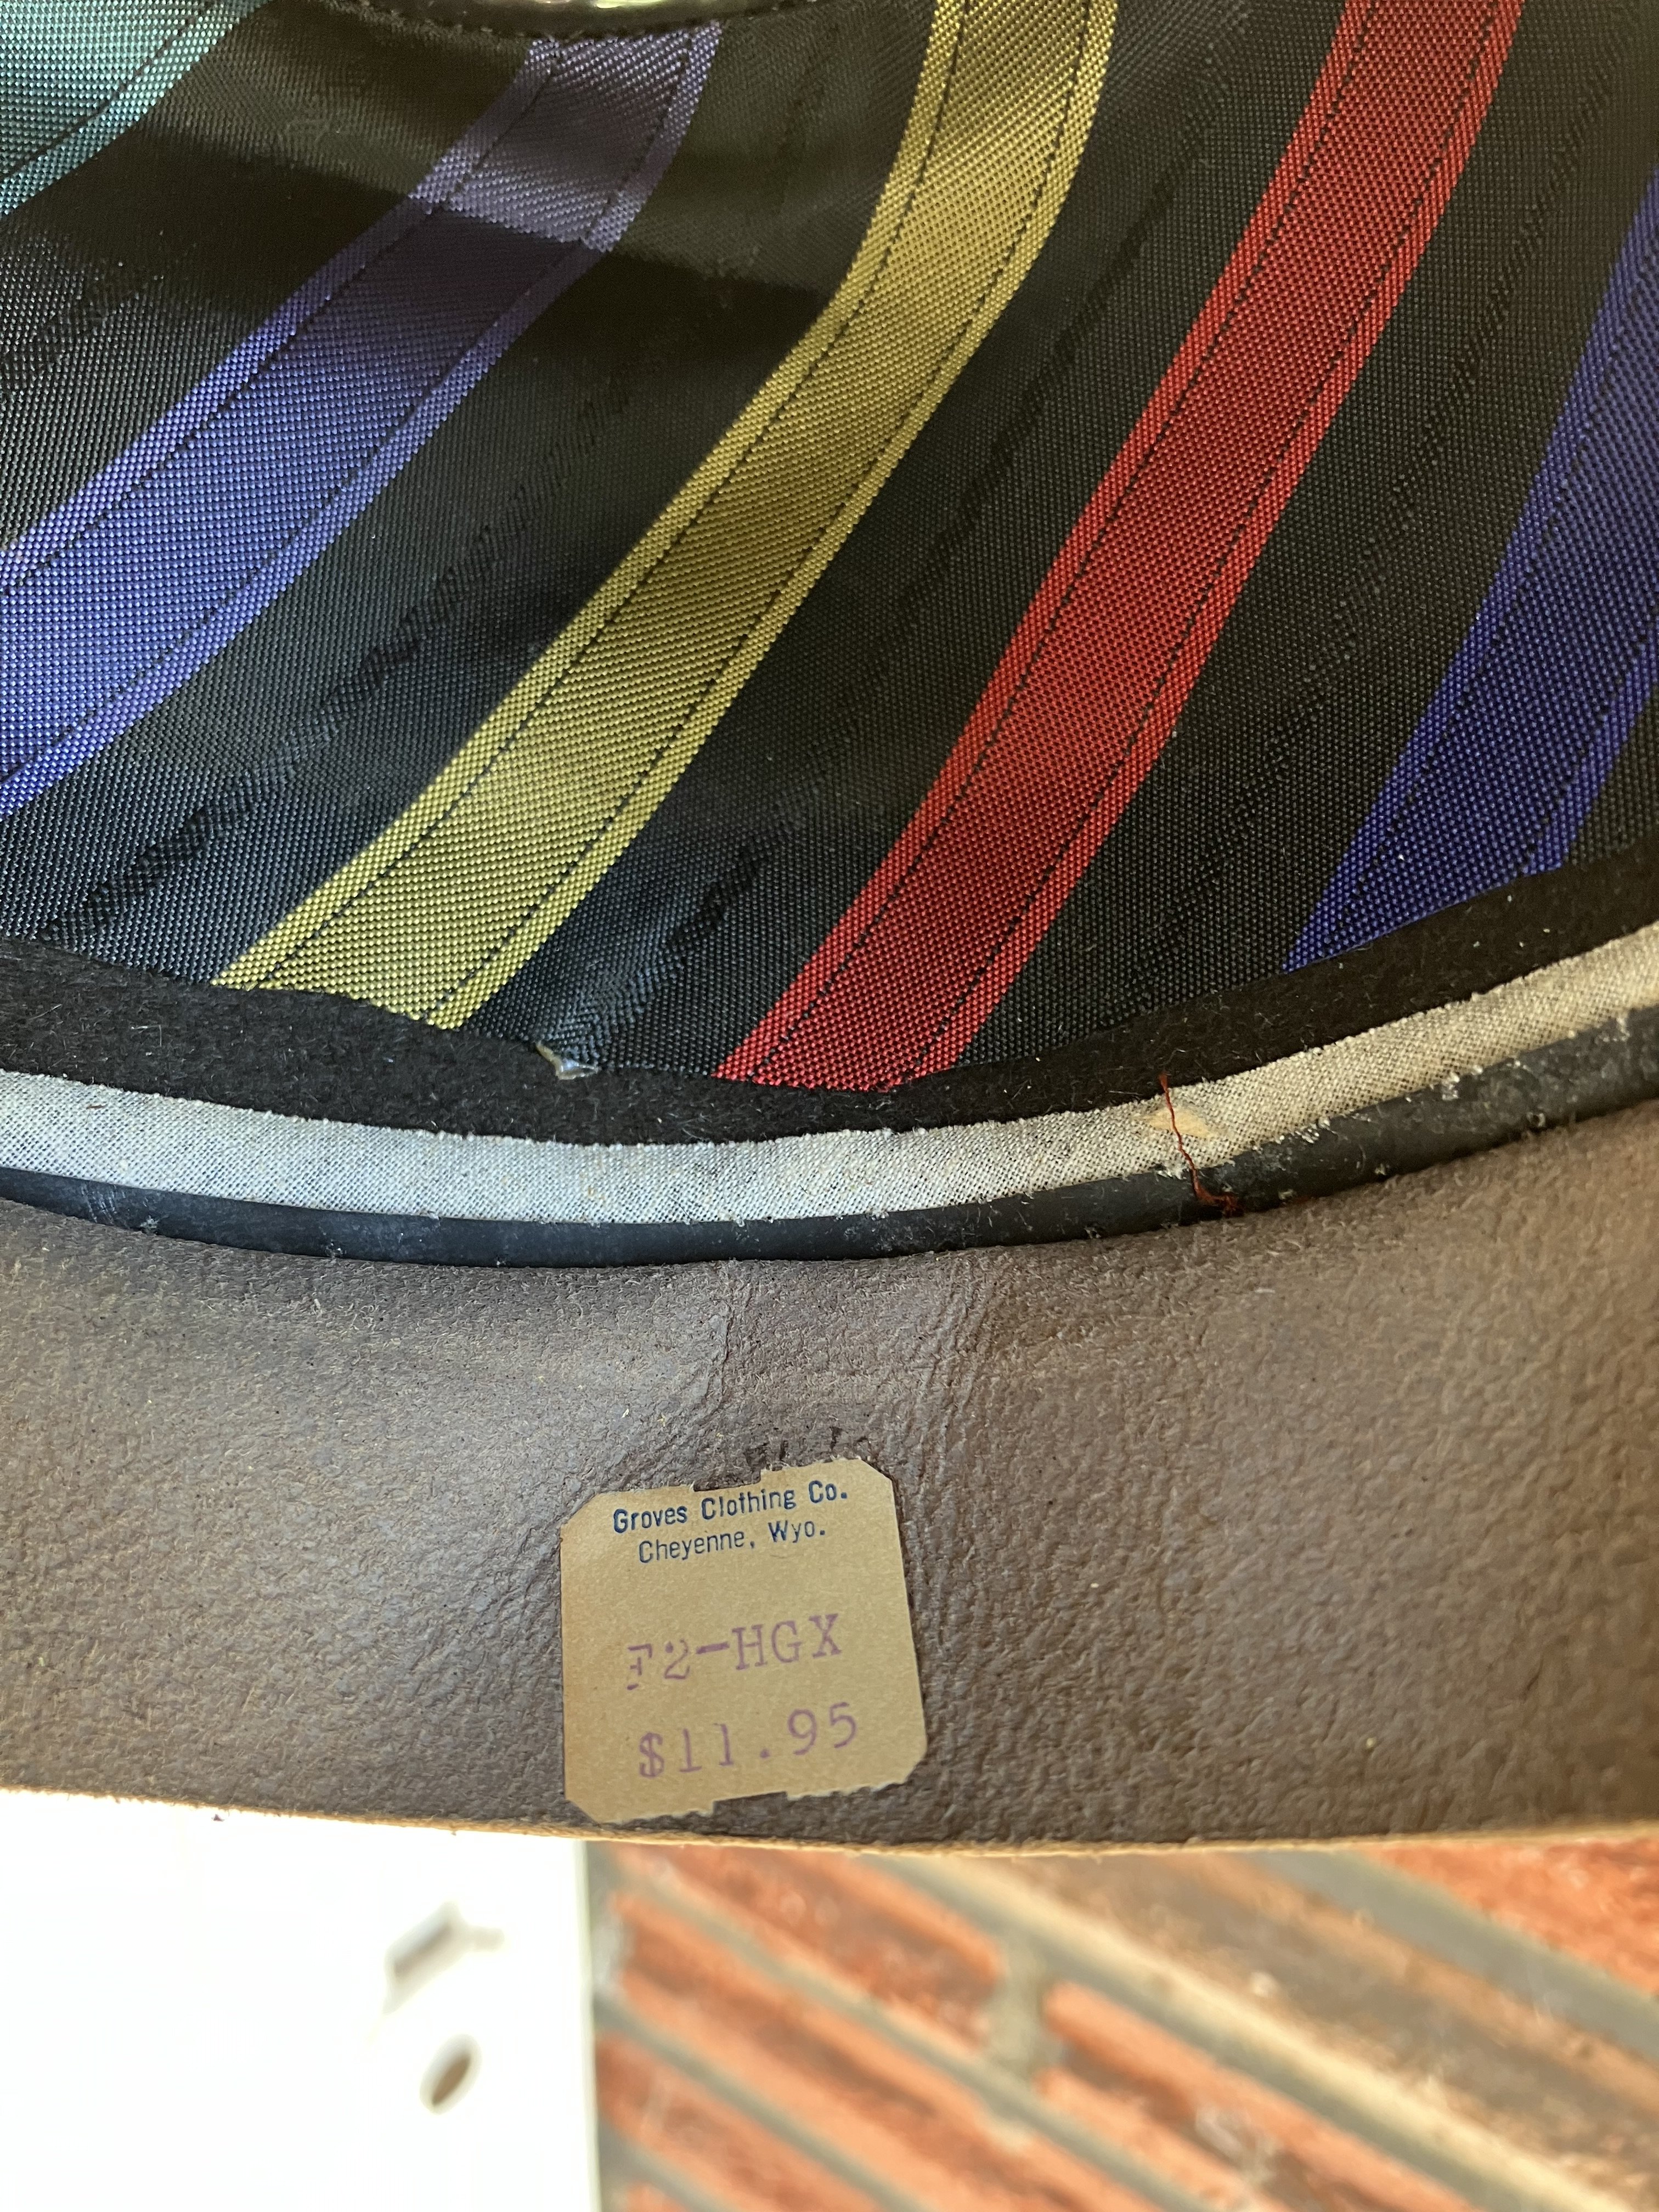 Groves Clothing Co.
Cheyenne, Wyo.
F2-HGX
$11.95